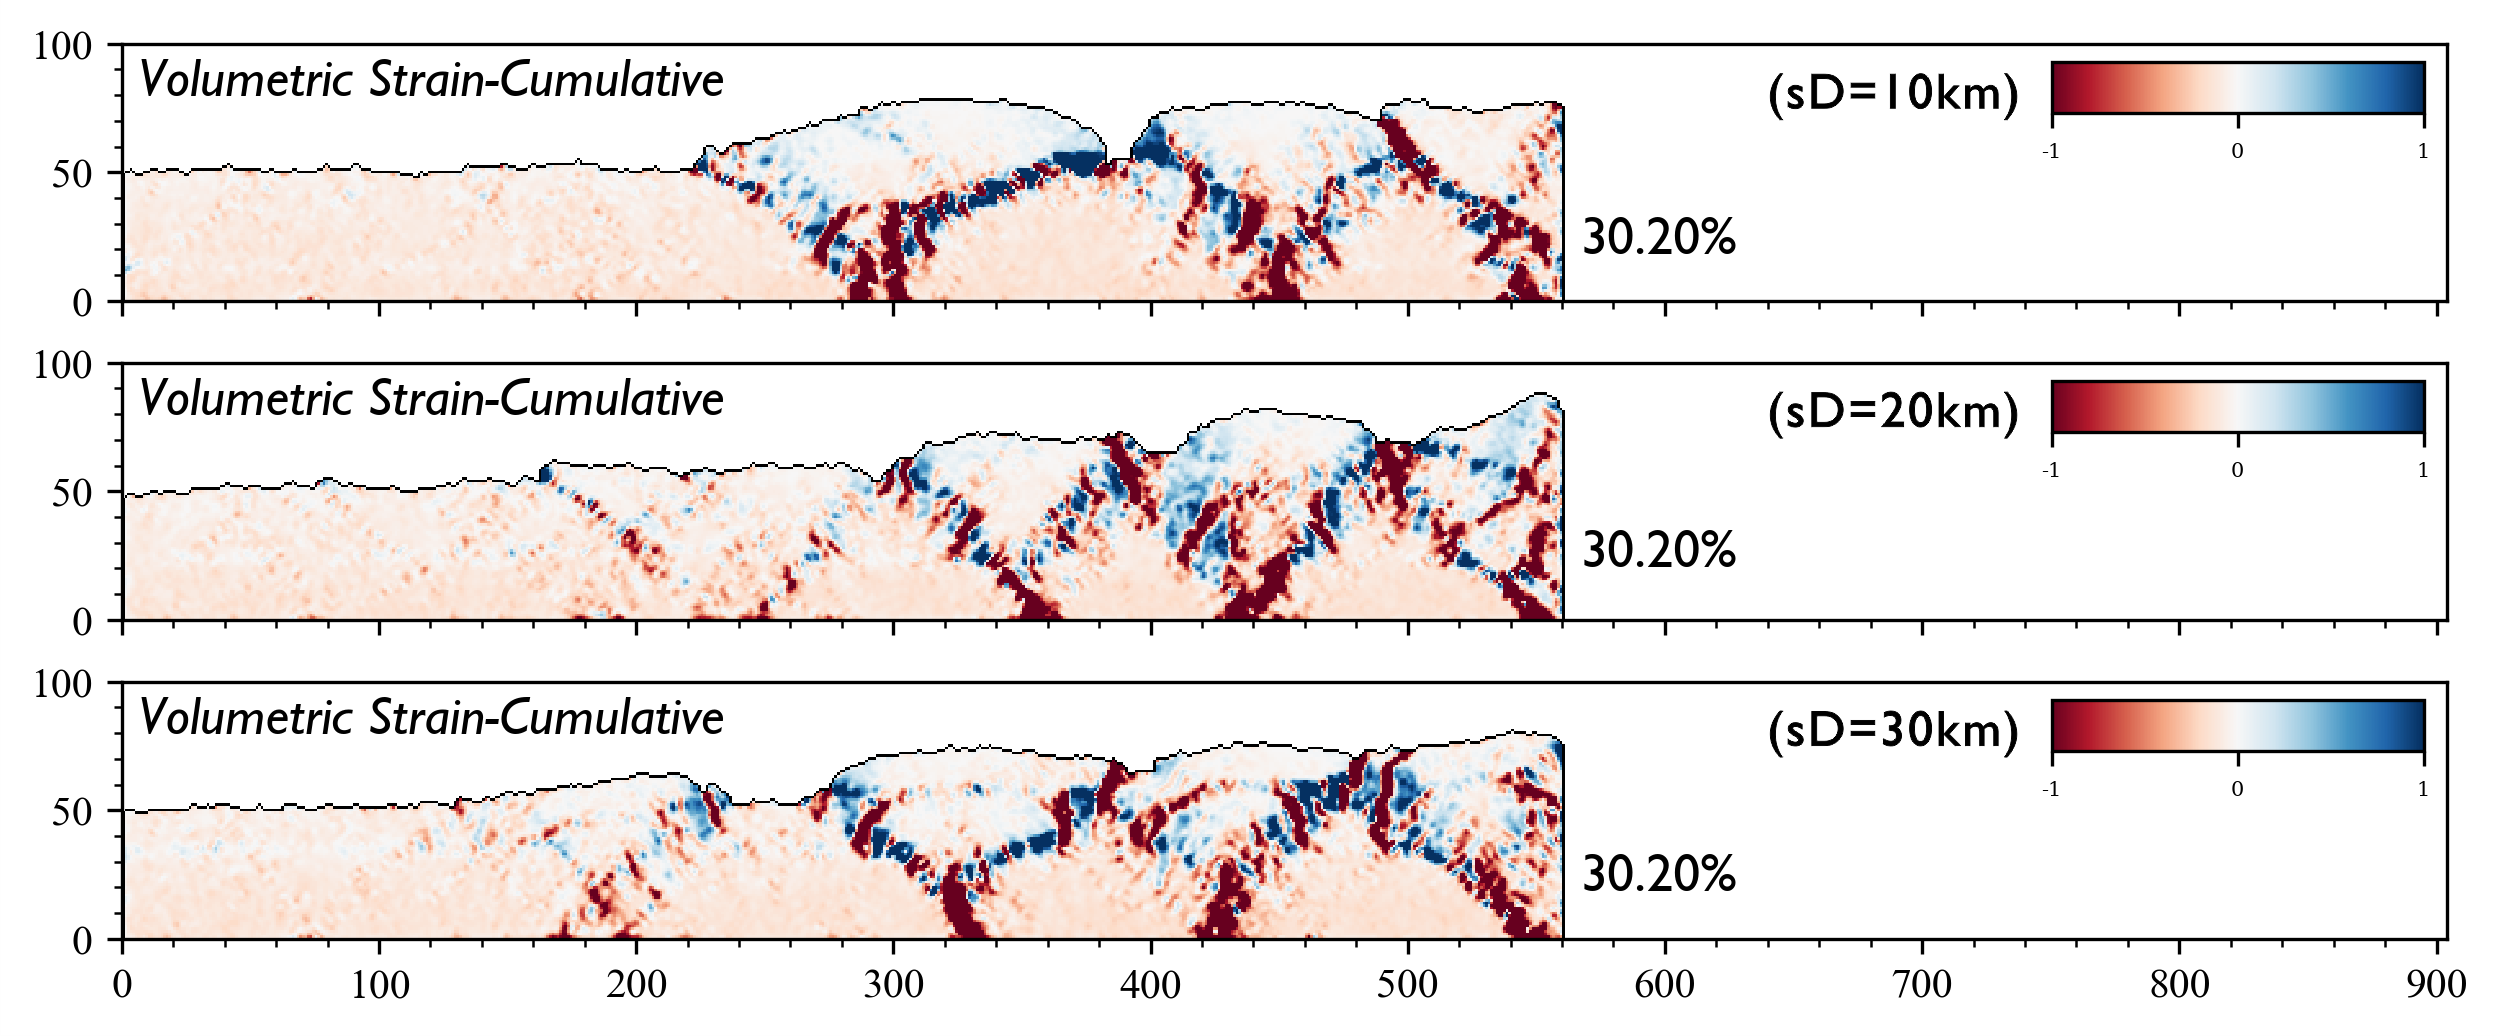 100
Volumetric Strain-Cumulative
(sD=10km)
-1 0 1
50
30.20%
0
100
Volumetric Strain-Cumulative
(sD=20km)
-1 0 1
50
30.20%
0
100
Volumetric Strain-Cumulative
(sD=30km)
-1 0 1
50
30.20%
0
0 100 200 300 400 500 600 700 800 900